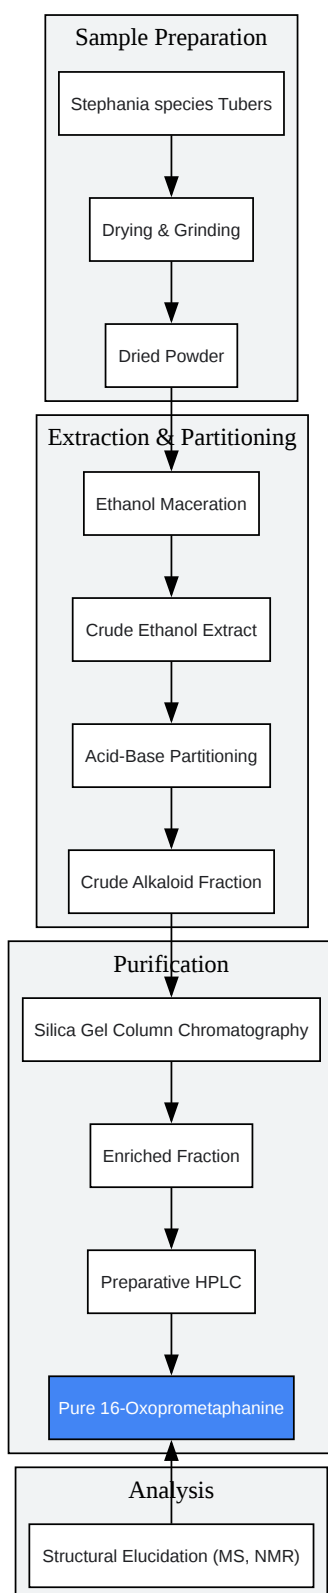 Sample Preparation
Stephania species Tubers
Drying & Grinding
Dried Powder
Extraction & Partitioning
Ethanol Maceration
Crude Ethanol Extract
Acid-Base Partitioning
Crude Alkaloid Fraction
Purification
Silica Gel Column Chromatography
Enriched Fraction
Preparative HPLC
Pure 16-Oxoprometaphanine
Analysis
Structural Elucidation (MS, NMR)